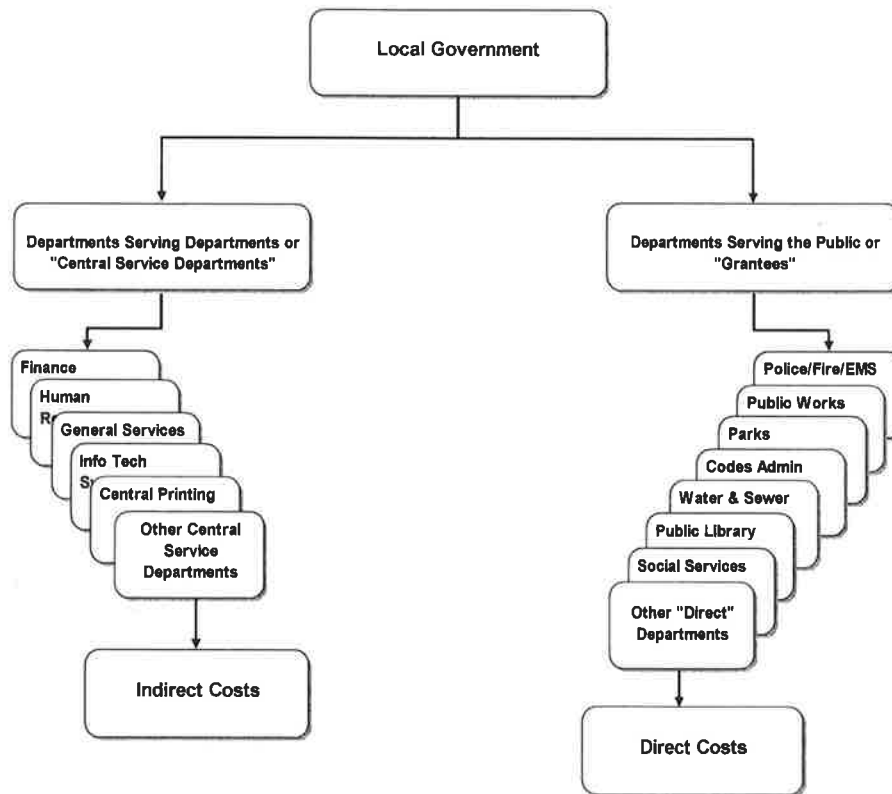 Local Government
Departments Serving Departments or
"Central Service Departments"
Departments Serving the Public or
"Grantees"
Finance
Human
General Services
Info Tech
Central Printing
Other Central
Service
Departments
Indirect Costs
Police/Fire/EMS
Public Works
Parks
Codes Admin
Water & Sewer
Public Library
Social Services
Other "Direct"
Departments
Direct Costs